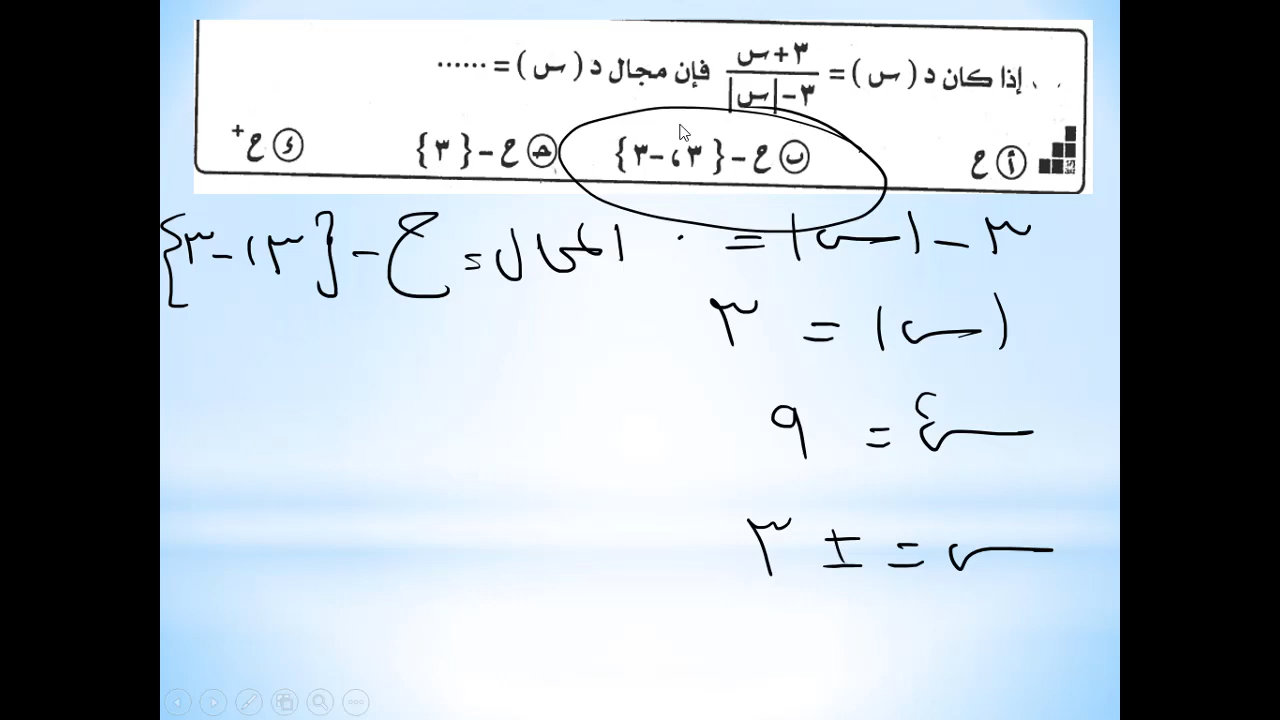 إذا كان د ( س ) = ٣ + س / ٣ - |س| فإن مجال د ( س ) = ......
أ ح ب ح - { ٣ ، -٣ } جـ ح - { ٣ } د ح+
٣ - |س| = ٠ المجال = ح - { ٣ ، -٣ }
|س| = ٣
س٢ = ٩
س = ± ٣